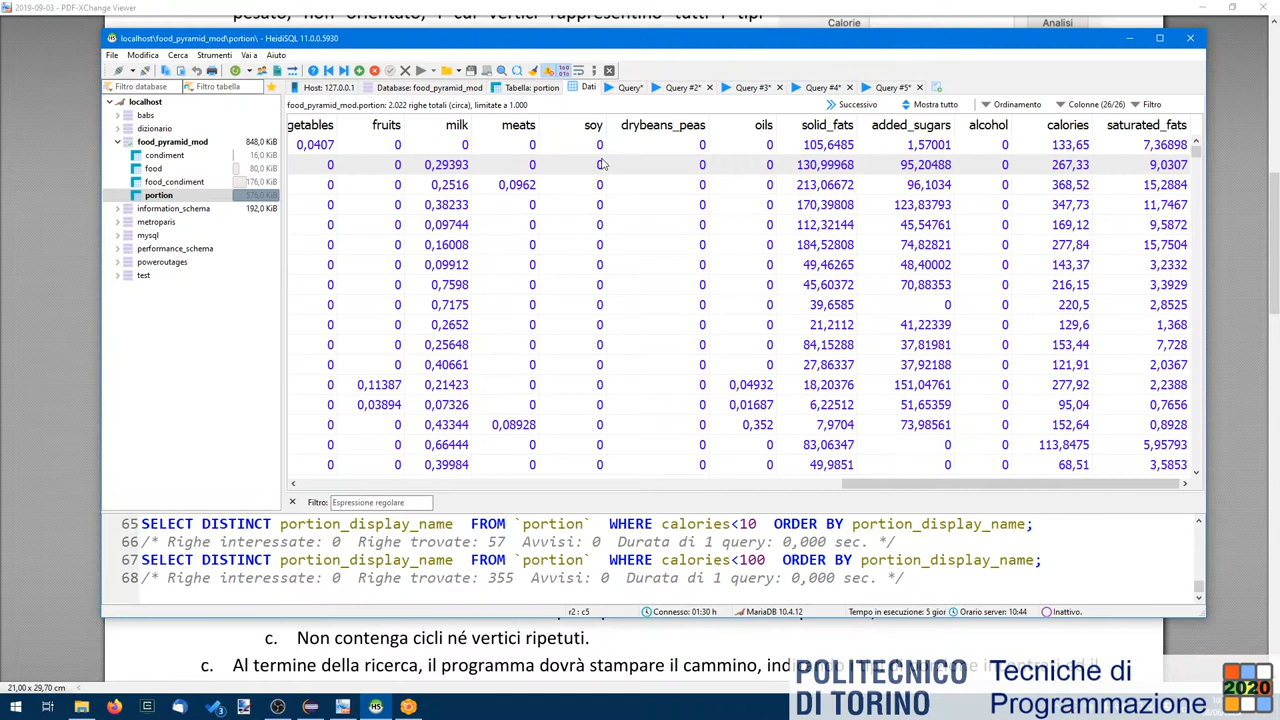 2019-09-03 - PDF-XChange Viewer
pesato, non orientato, i cui vertici rappresentino tutti i tipi
Calorie
Analisi
localhost\food_pyramid_mod\portion\ - HeidiSQL 11.0.0.5930
File Modifica Cerca Strumenti Vai a Aiuto
Filtro database Filtro tabella
Host: 127.0.0.1 Database: food_pyramid_mod Tabella: portion Dati Query* Query #2* Query #3* Query #4* Query #5*
food_pyramid_mod.portion: 2.022 righe totali (circa), limitate a 1.000
Successivo Mostra tutto Ordinamento Colonne (26/26) Filtro
localhost
babs
dizionario
food_pyramid_mod 848,0 KiB
condiment 16,0 KiB
food 80,0 KiB
food_condiment 176,0 KiB
portion 576,0 KiB
information_schema 192,0 KiB
metroparis
mysql
performance_schema
poweroutages
test
getables fruits milk meats soy drybeans_peas oils solid_fats added_sugars alcohol calories saturated_fats
0,0407 0 0 0 0 0 0 105,6485 1,57001 0 133,65 7,36898
0 0 0,29393 0 0 0 0 130,99968 95,20488 0 267,33 9,0307
0 0 0,2516 0,0962 0 0 0 213,06672 96,1034 0 368,52 15,2884
0 0 0,38233 0 0 0 0 170,39808 123,83793 0 347,73 11,7467
0 0 0,09744 0 0 0 0 112,32144 45,54761 0 169,12 9,5872
0 0 0,16008 0 0 0 0 184,52808 74,82884 0 277,84 15,7504
0 0 0,09912 0 0 0 0 49,46265 48,40002 0 143,37 3,2332
0 0 0,7598 0 0 0 0 45,60372 70,88353 0 216,15 3,3929
0 0 0,7175 0 0 0 0 39,6585 0 0 220,5 2,8525
0 0 0,2652 0 0 0 0 21,2112 41,22339 0 129,6 1,368
0 0 0,25648 0 0 0 0 84,15288 37,81981 0 153,44 7,728
0 0 0,40661 0 0 0 0 27,86337 37,92188 0 121,91 2,0367
0 0,11387 0,21423 0 0 0 0,04932 18,20376 151,04761 0 277,92 2,2388
0 0,03894 0,07326 0 0 0 0,01687 6,22512 51,65359 0 95,04 0,7656
0 0 0,43344 0,08928 0 0 0,352 7,9704 73,98561 0 152,64 0,8928
0 0 0,66444 0 0 0 0 83,06347 0 0 113,8475 5,95793
0 0 0,39984 0 0 0 0 49,9851 0 0 68,51 3,5853
Filtro: Espressione regolare
65 SELECT DISTINCT portion_display_name FROM `portion` WHERE calories<10 ORDER BY portion_display_name;
66 /* Righe interessate: 0 Righe trovate: 57 Avvisi: 0 Durata di 1 query: 0,000 sec. */
67 SELECT DISTINCT portion_display_name FROM `portion` WHERE calories<100 ORDER BY portion_display_name;
68 /* Righe interessate: 0 Righe trovate: 355 Avvisi: 0 Durata di 1 query: 0,000 sec. */
r2 : c5 Connesso: 01:30 h MariaDB 10.4.12 Tempo in esecuzione: 5 gior Orario server: 10:44 Inattivo.
c. Non contenga cicli né vertici ripetuti.
c. Al termine della ricerca, il programma dovrà stampare il cammino,
21,00 x 29,70 cm
POLITECNICO
DI TORINO
Tecniche di
Programmazione
2020